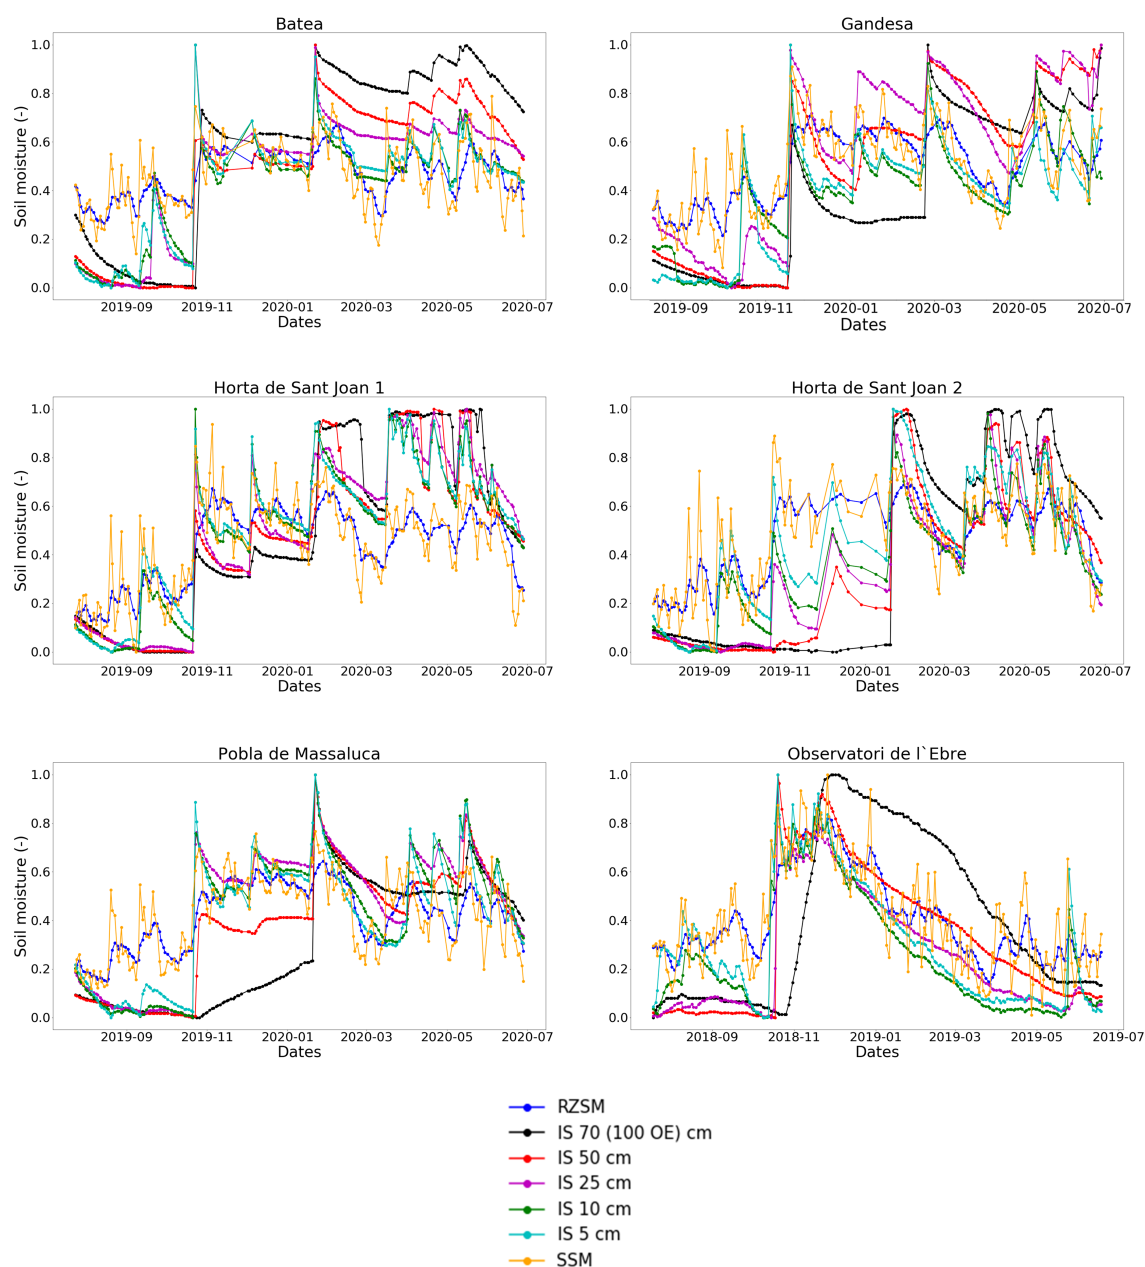 Batea
Gandesa
Soil moisture (-)
1.0
0.8
0.6
0.4
0.2
0.0
1.0
0.8
0.6
0.4
0.2
0.0
2019-09 2019-11 2020-01 2020-03 2020-05 2020-07
2019-09 2019-11 2020-01 2020-03 2020-05 2020-07
Dates
Dates
Horta de Sant Joan 1
Horta de Sant Joan 2
Soil moisture (-)
1.0
0.8
0.6
0.4
0.2
0.0
1.0
0.8
0.6
0.4
0.2
0.0
2019-09 2019-11 2020-01 2020-03 2020-05 2020-07
2019-09 2019-11 2020-01 2020-03 2020-05 2020-07
Dates
Dates
Pobla de Massaluca
Observatori de l`Ebre
Soil moisture (-)
1.0
0.8
0.6
0.4
0.2
0.0
1.0
0.8
0.6
0.4
0.2
0.0
2019-09 2019-11 2020-01 2020-03 2020-05 2020-07
2018-09 2018-11 2019-01 2019-03 2019-05 2019-07
Dates
Dates
RZSM
IS 70 (100 OE) cm
IS 50 cm
IS 25 cm
IS 10 cm
IS 5 cm
SSM